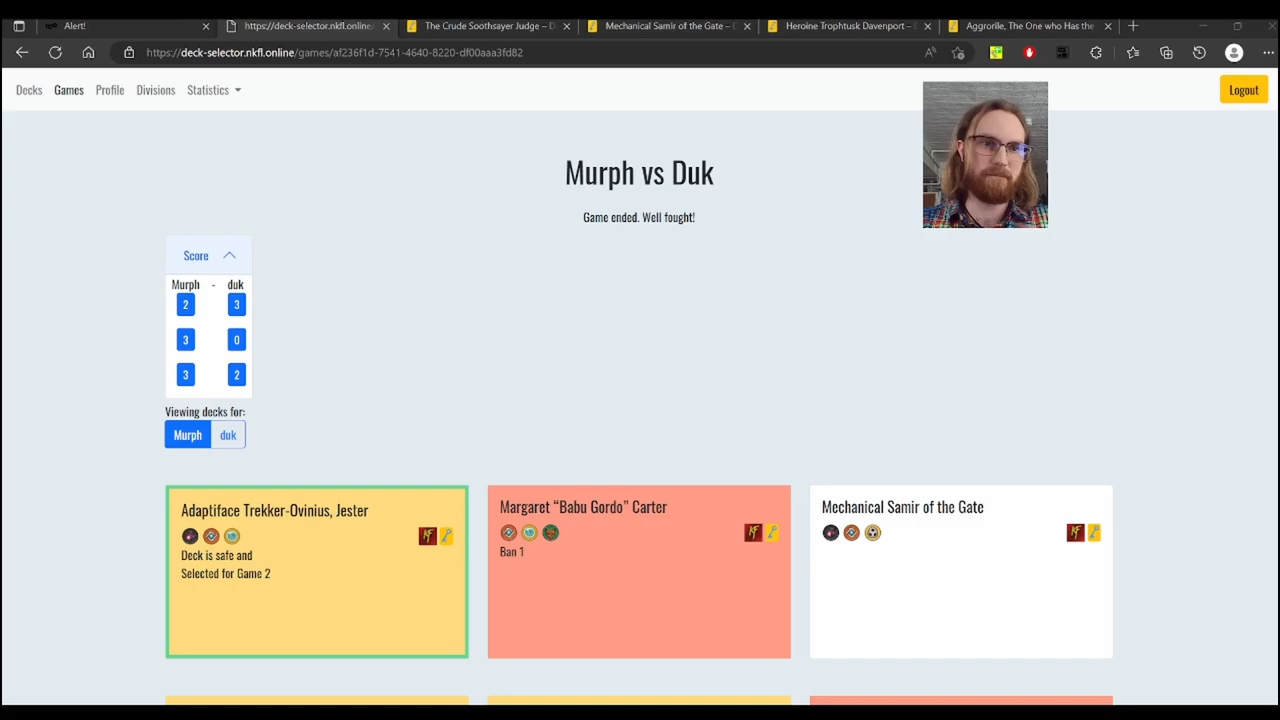 Alert!
https://deck-selector.nkfl.online/
The Crude Soothsayer Judge – D
Mechanical Samir of the Gate –
Heroine Trophtusk Davenport –
Aggrorile, The One who Has the
https://deck-selector.nkfl.online/games/af236f1d-7541-4640-8220-df00aaa3fd82
Decks Games Profile Divisions Statistics Logout
Murph vs Duk
Game ended. Well fought!
Score
Murph - duk
2 3
3 0
3 2
Viewing decks for:
Murph duk
Adaptiface Trekker-Ovinius, Jester
Deck is safe and
Selected for Game 2
Margaret “Babu Gordo” Carter
Ban 1
Mechanical Samir of the Gate